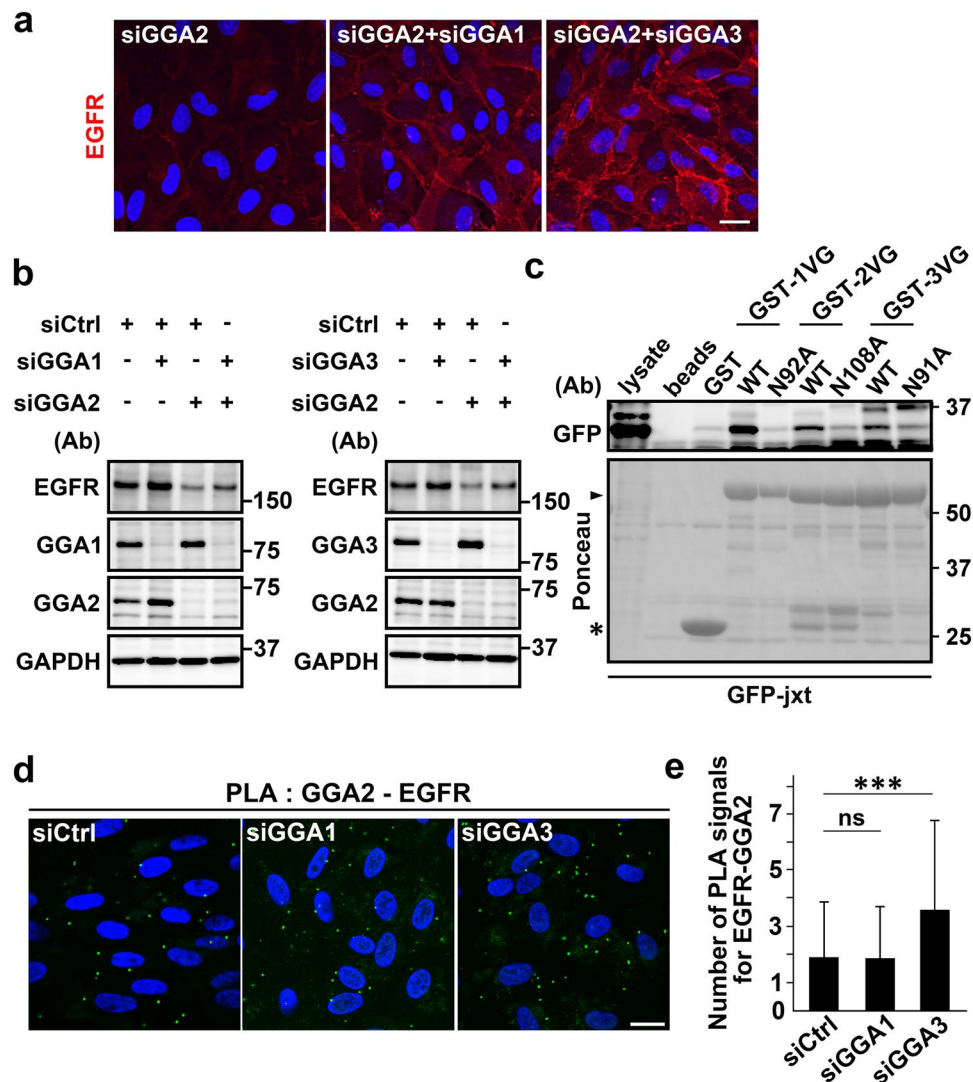 a
siGGA2
siGGA2+siGGA1
siGGA2+siGGA3
EGFR
b
siCtrl + + + -
siGGA1 - + - +
siGGA2 - - + +
(Ab)
EGFR
150
GGA1
75
GGA2
75
GAPDH
37
siCtrl + + + -
siGGA3 - + - +
siGGA2 - - + +
(Ab)
EGFR
150
GGA3
75
GGA2
75
GAPDH
37
c
GST-1VG GST-2VG GST-3VG
(Ab) lysate beads GST WT N92A WT N108A WT N91A
GFP
37
Ponceau
50
37
*
25
GFP-jxt
d
PLA : GGA2 - EGFR
siCtrl
siGGA1
siGGA3
e
Number of PLA signals
for EGFR-GGA2
***
ns
7
5
3
1
0
siCtrl
siGGA1
siGGA3